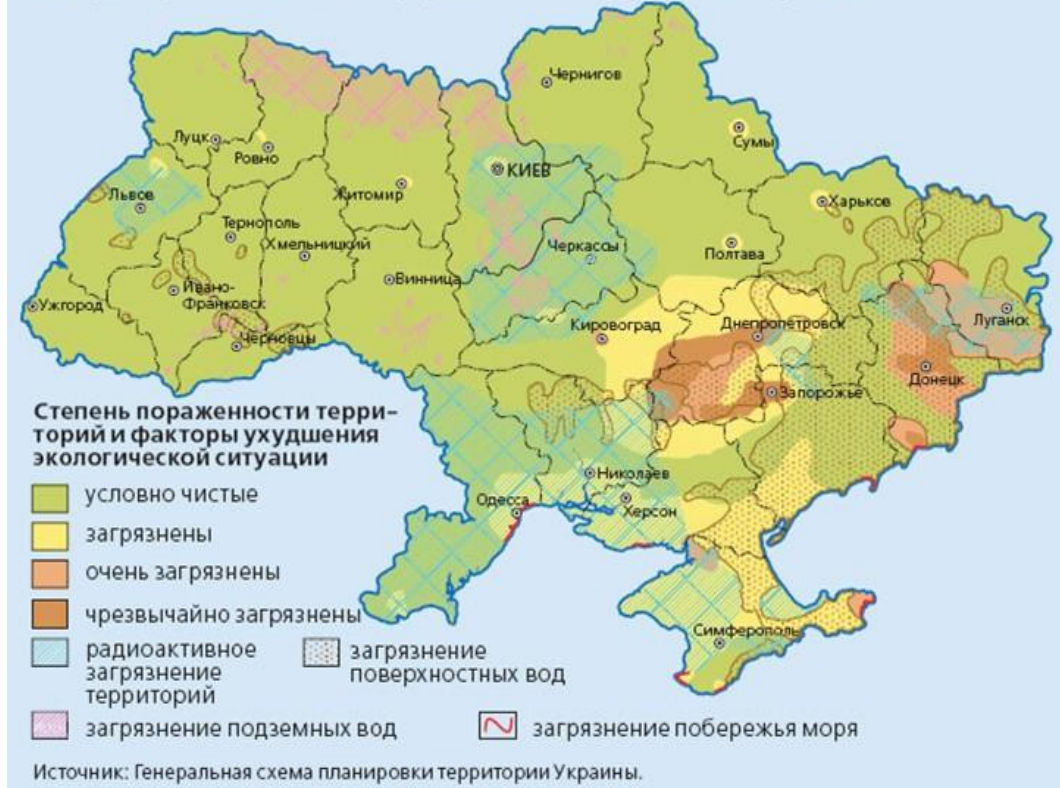 Чернигов
Луцк
Ровно
Сумы
КИЕВ
Львов
Житомир
Харьков
Тернополь
Хмельницкий
Черкассы
Полтава
Винница
Ивано-
Франковск
Ужгород
Кировоград
Днепропетровск
Луганск
Черновцы
Донецк
Запорожье
Степень пораженности терри-
торий и факторы ухудшения
экологической ситуации
Николаев
Одесса
Херсон
условно чистые
загрязнены
очень загрязнены
чрезвычайно загрязнены
Симферополь
радиоактивное
загрязнение
территорий
загрязнение
поверхностных вод
загрязнение подземных вод
загрязнение побережья моря
Источник: Генеральная схема планировки территории Украины.